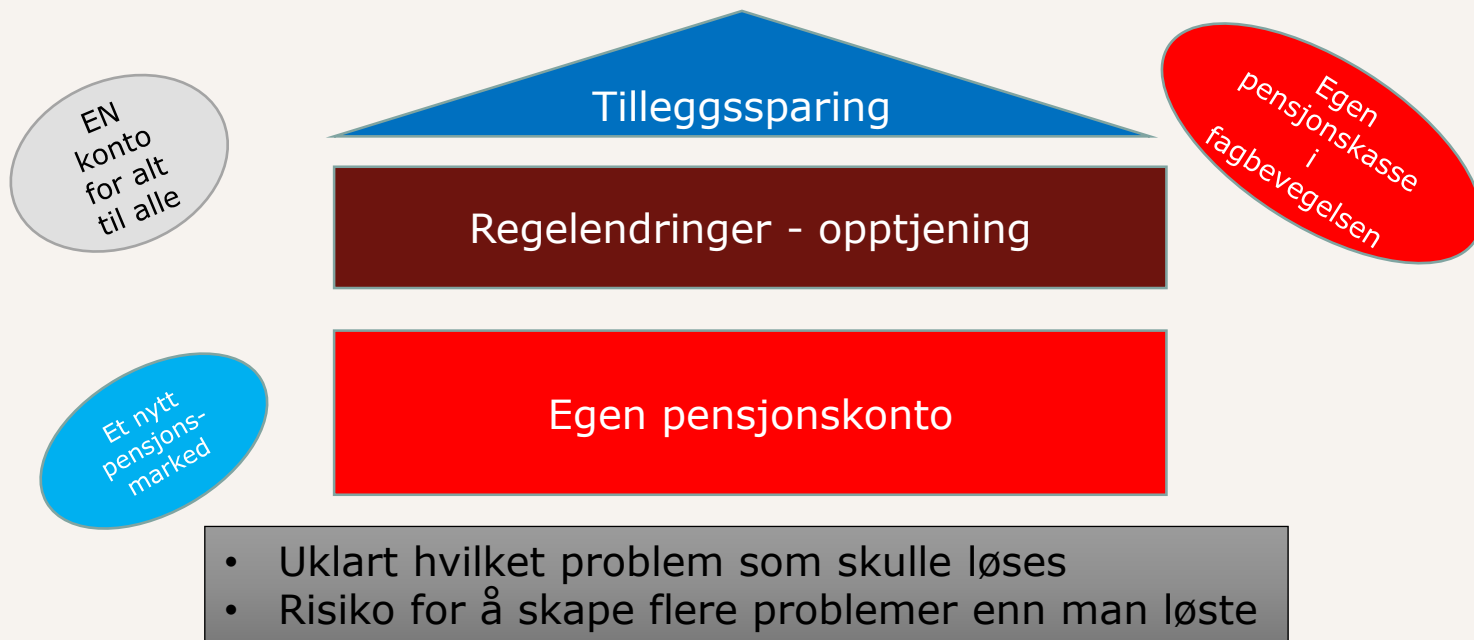 Tilleggssparing
EN
konto
for alt
til alle
Egen
pensjonskasse
i
fagbevegelsen
Regelendringer - opptjening
Et nytt
pensjons-
marked
Egen pensjonskonto
• Uklart hvilket problem som skulle løses
• Risiko for å skape flere problemer enn man løste